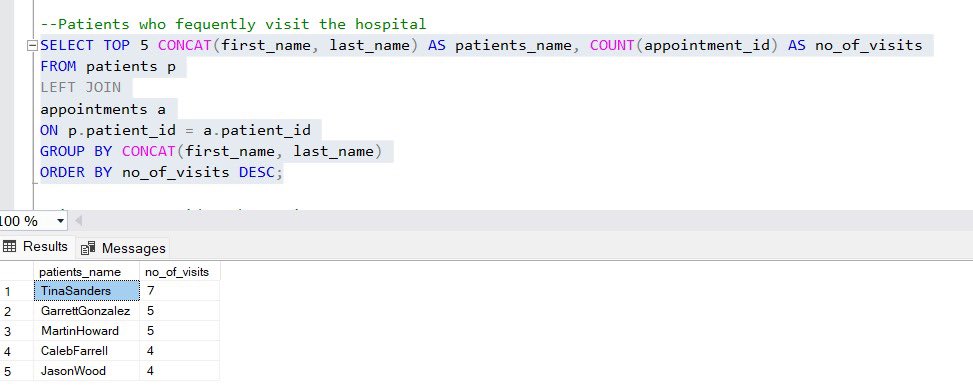 --Patients who fequently visit the hospital
SELECT TOP 5 CONCAT(first_name, last_name) AS patients_name, COUNT(appointment_id) AS no_of_visits
FROM patients p
LEFT JOIN
appointments a
ON p.patient_id = a.patient_id
GROUP BY CONCAT(first_name, last_name)
ORDER BY no_of_visits DESC;
100 %
Results Messages
patients_name no_of_visits
1 TinaSanders 7
2 GarrettGonzalez 5
3 MartinHoward 5
4 CalebFarrell 4
5 JasonWood 4